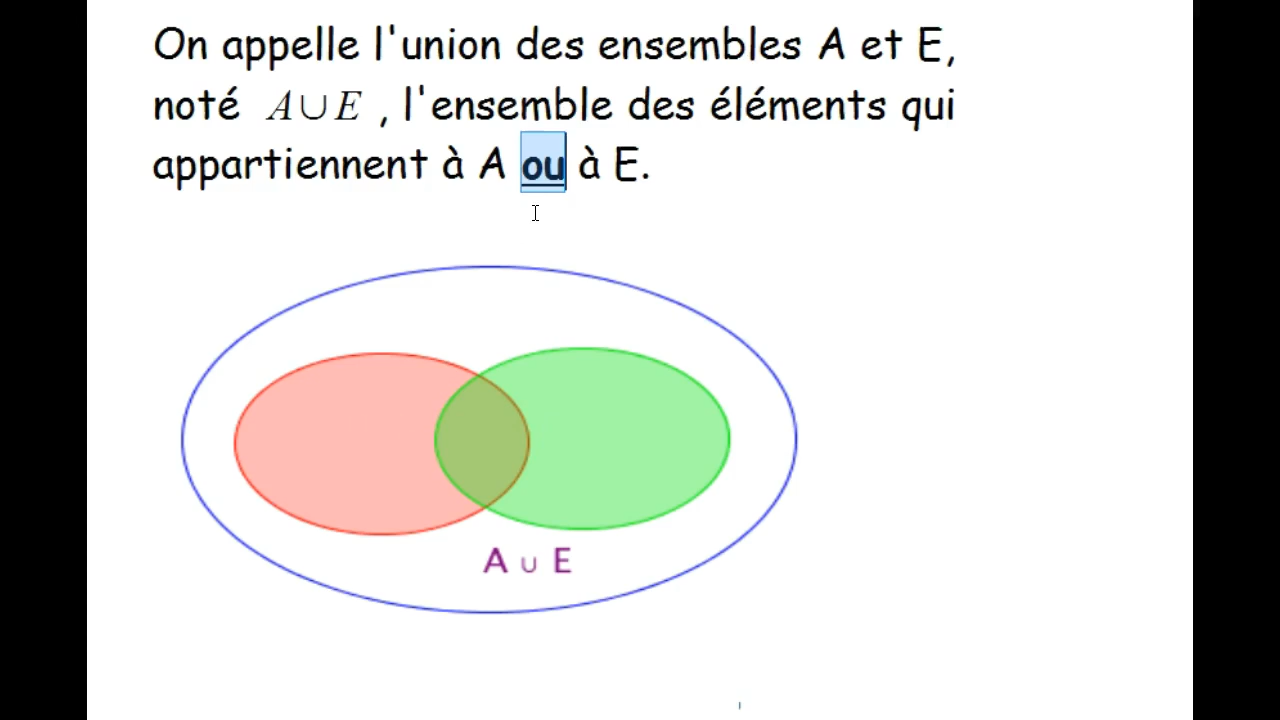 On appelle l'union des ensembles A et E,
noté A∪E , l'ensemble des éléments qui
appartiennent à A ou à E.
A ∪ E